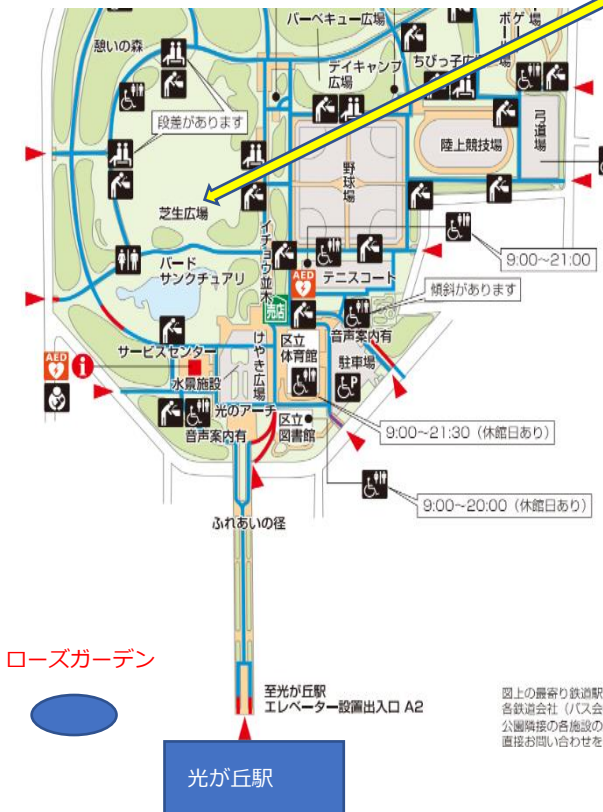 バーベキュー広場
憩いの森
デイキャンプ
広場
ちびっ子広場
ゲ
ボール
場
段差があります
陸上競技場
弓道場
野球場
芝生広場
イチョウ並木
9:00〜21:00
バード
サンクチュアリ
AED
テニスコート
傾斜があります
売店
音声案内有
サービスセンター
けやき広場
区立
体育館
駐車場
AED
i
P
水景施設
光のアーチ
区立
図書館
9:00〜21:30（休館日あり）
音声案内有
9:00〜20:00（休館日あり）
ふれあいの径
ローズガーデン
至光が丘駅
エレベーター設置出入口 A2
図上の最寄り鉄道駅
各鉄道会社（バス会
公園隣接の各施設の
直接お問い合わせを
光が丘駅